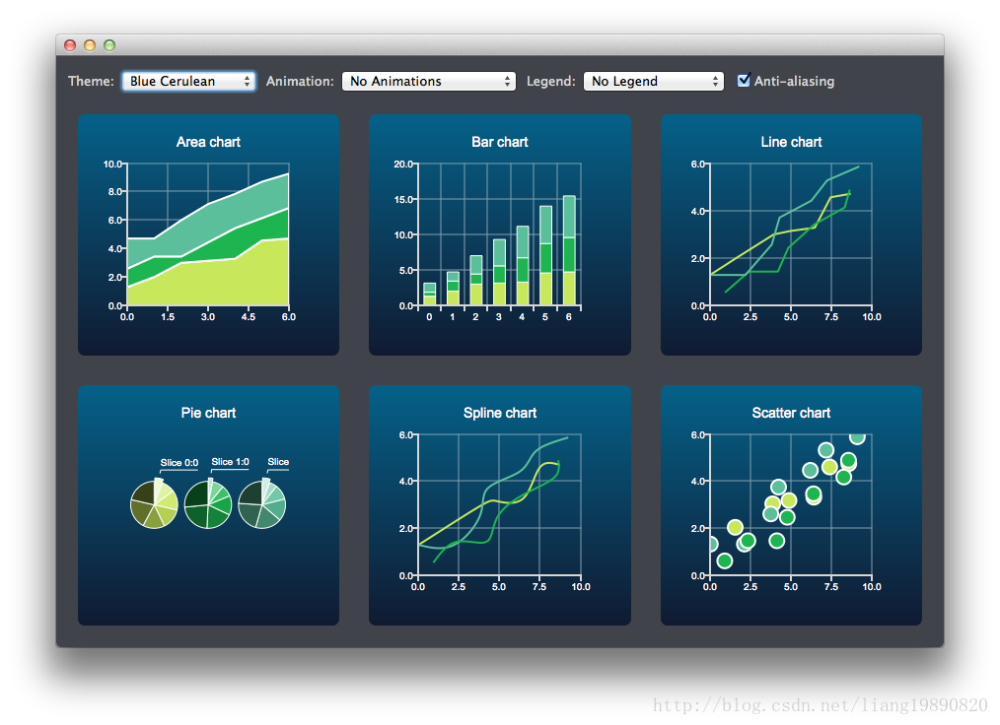 Theme: Blue Cerulean Animation: No Animations Legend: No Legend Anti-aliasing
Area chart
10.0
8.0
6.0
4.0
2.0
0.0
0.0 1.5 3.0 4.5 6.0
Bar chart
20.0
15.0
10.0
5.0
0.0
0 1 2 3 4 5 6
Line chart
6.0
4.0
2.0
0.0
0.0 2.5 5.0 7.5 10.0
Pie chart
Slice 0:0 Slice 1:0 Slice
Spline chart
6.0
4.0
2.0
0.0
0.0 2.5 5.0 7.5 10.0
Scatter chart
6.0
4.0
2.0
0.0
0.0 2.5 5.0 7.5 10.0
http://blog.csdn.net/liang19890820